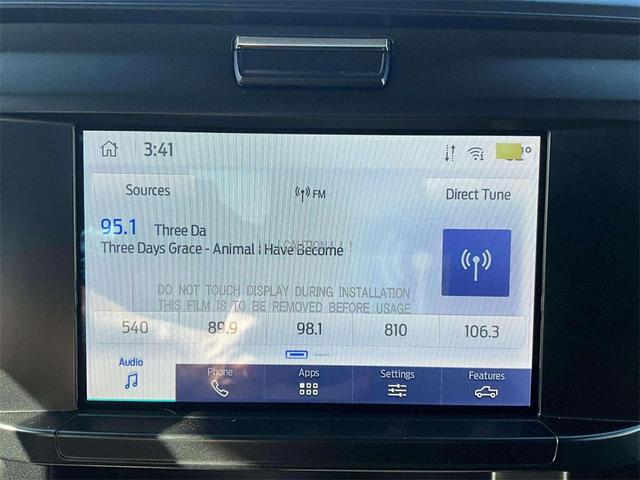 3:41
Sources
FM
Direct Tune
95.1 Three Da
Three Days Grace - Animal I Have Become
CAUTION ! !
DO NOT TOUCH DISPLAY DURING INSTALLATION
THIS FILM IS TO BE REMOVED BEFORE USAGE
540 89.9 98.1 810 106.3
Audio
Phone
Apps
Settings
Features